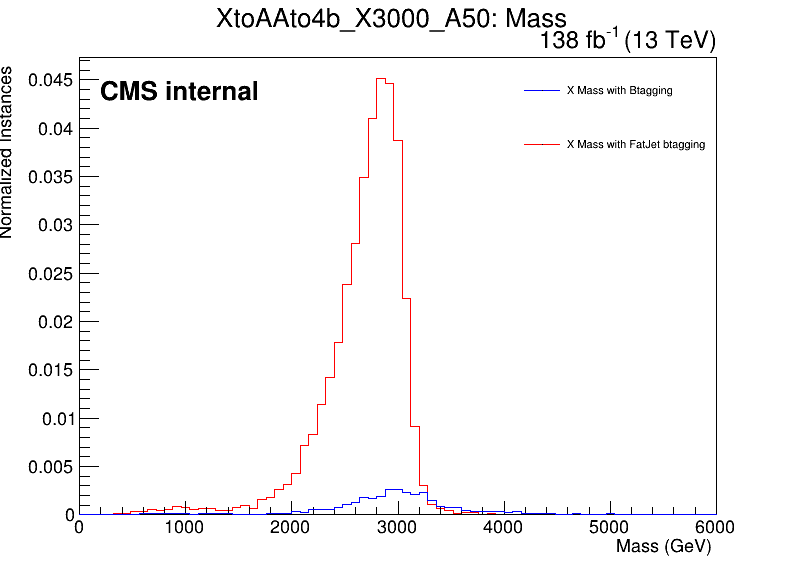 XtoAAto4b_X3000_A50: Mass
138 fb-1 (13 TeV)
CMS internal
X Mass with Btagging
X Mass with FatJet btagging
Normalized Instances
0.045
0.04
0.035
0.03
0.025
0.02
0.015
0.01
0.005
0
0 1000 2000 3000 4000 5000 6000
Mass (GeV)